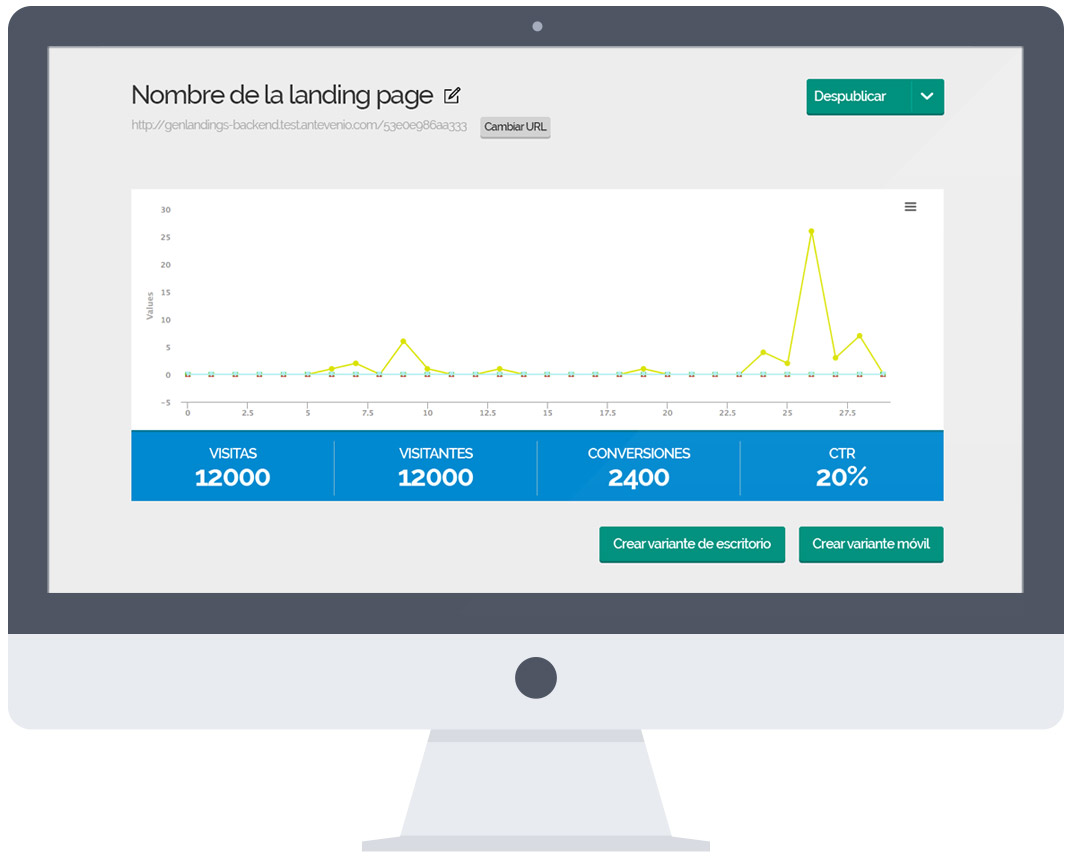 Nombre de la landing page
Despublicar
http://genlandings-backend.test.antevenio.com/53e0e986aa333 Cambiar URL
30
25
20
15
10
5
0
-5
Values
0 2.5 5 7.5 10 12.5 15 17.5 20 22.5 25 27.5
VISITAS VISITANTES CONVERSIONES CTR
12000 12000 2400 20%
Crear variante de escritorio Crear variante móvil